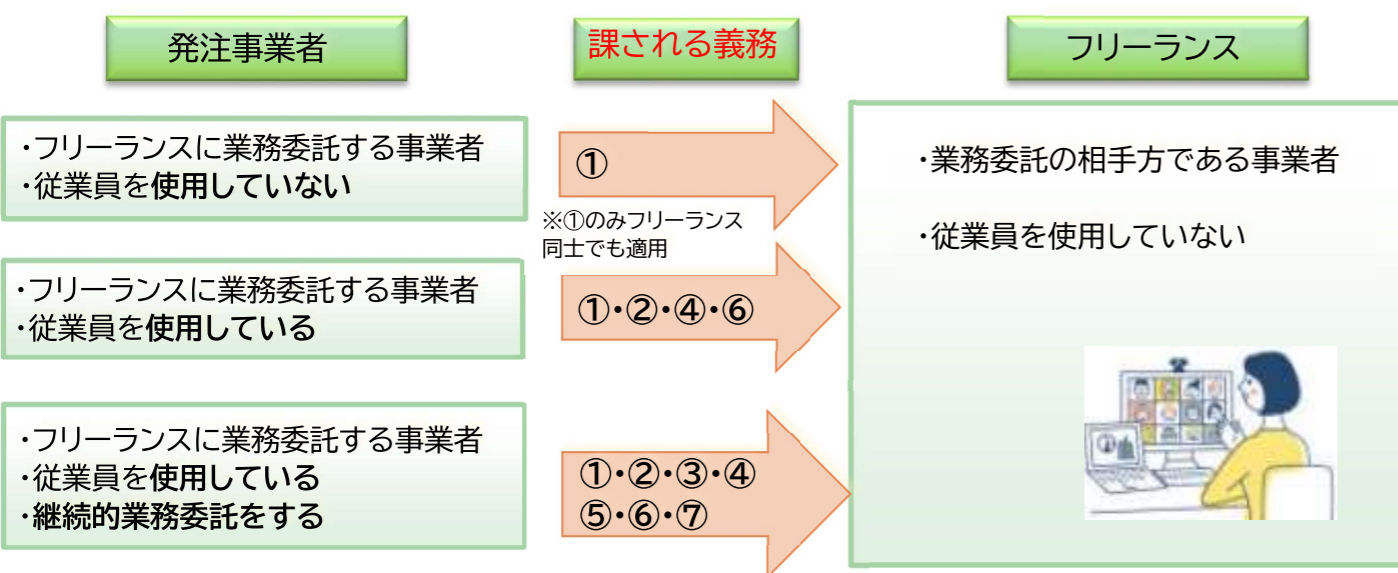 発注事業者
課される義務
フリーランス
・フリーランスに業務委託する事業者
・従業員を使用していない
①
※①のみフリーランス
同士でも適用
・フリーランスに業務委託する事業者
・従業員を使用している
①・②・④・⑥
・フリーランスに業務委託する事業者
・従業員を使用している
・継続的業務委託をする
①・②・③・④
⑤・⑥・⑦
・業務委託の相手方である事業者
・従業員を使用していない